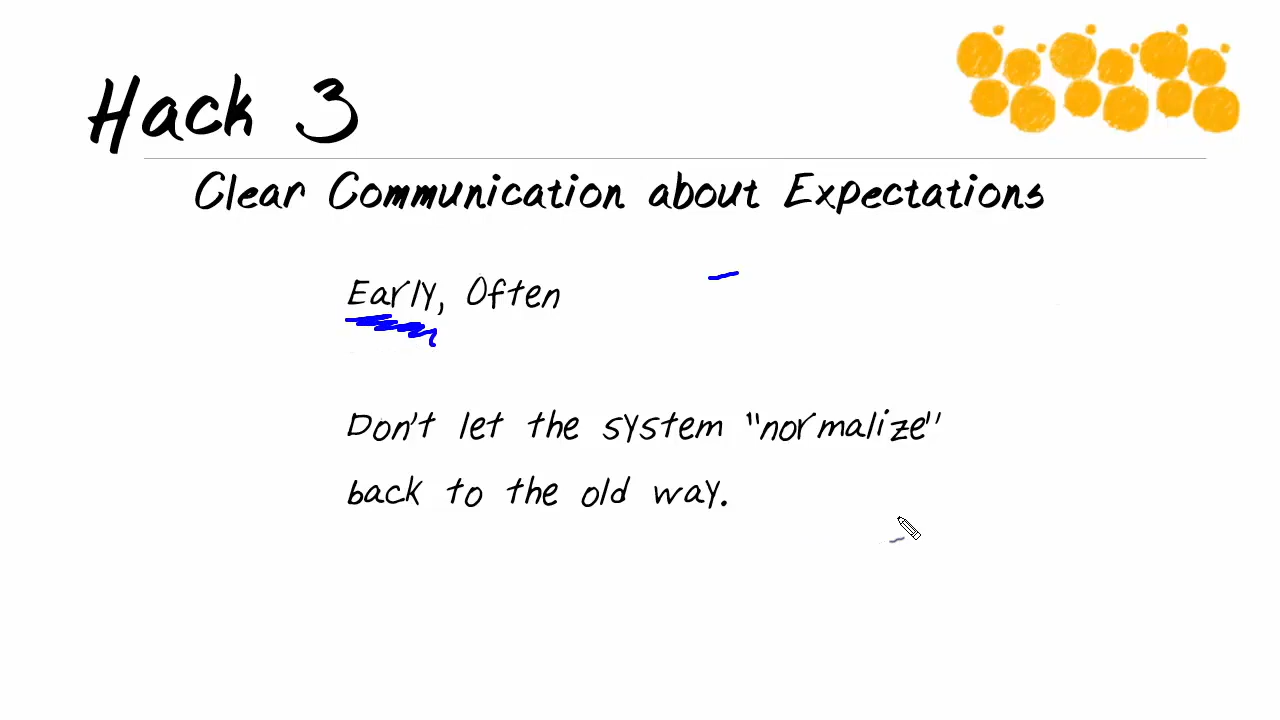 Hack 3
Clear Communication about Expectations
Early, Often
Don't let the system "normalize"
back to the old way.